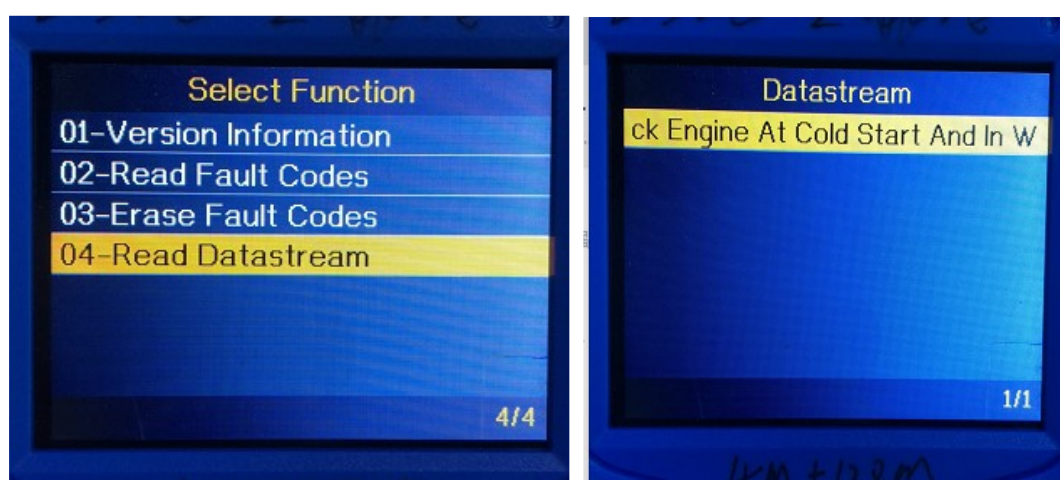 Select Function
01-Version Information
02-Read Fault Codes
03-Erase Fault Codes
04-Read Datastream
4/4
Datastream
ck Engine At Cold Start And In W
1/1